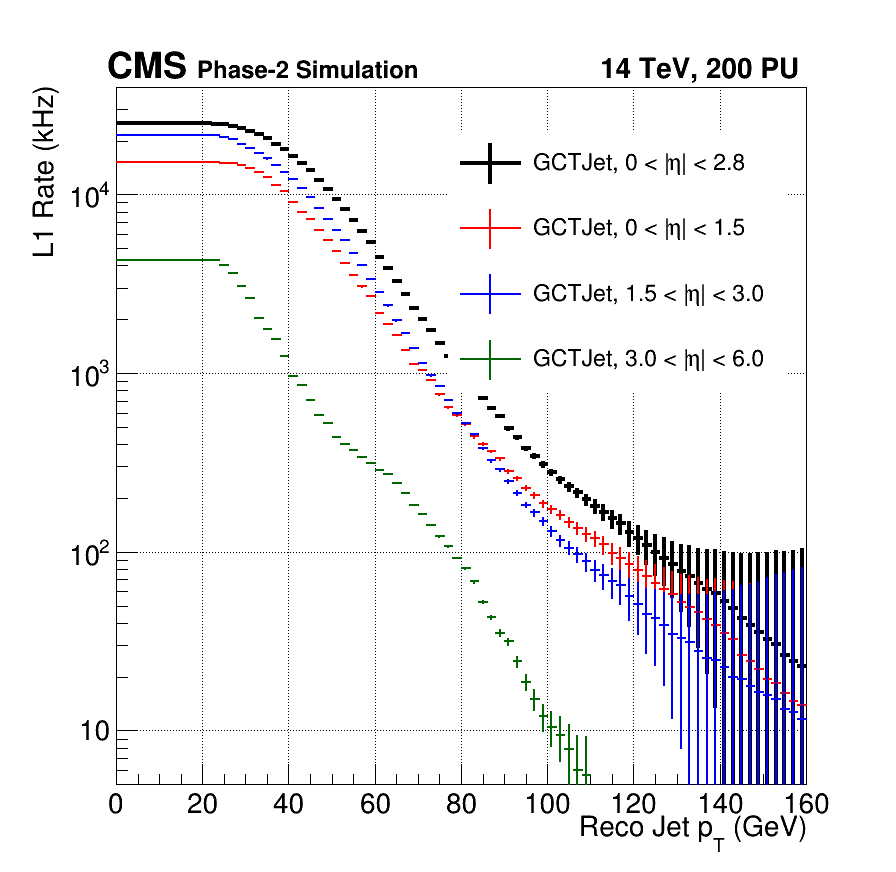 CMS Phase-2 Simulation 14 TeV, 200 PU
L1 Rate (kHz)
GCTJet, 0 < |η| < 2.8
GCTJet, 0 < |η| < 1.5
GCTJet, 1.5 < |η| < 3.0
GCTJet, 3.0 < |η| < 6.0
10⁴
10³
10²
10
0 20 40 60 80 100 120 140 160
Reco Jet p_T (GeV)